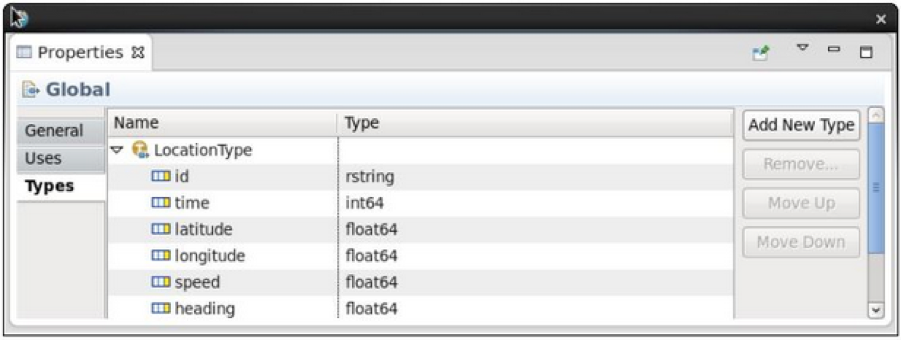 Properties
Global
General
Uses
Types
Name Type
LocationType
id rstring
time int64
latitude float64
longitude float64
speed float64
heading float64
Add New Type
Remove...
Move Up
Move Down